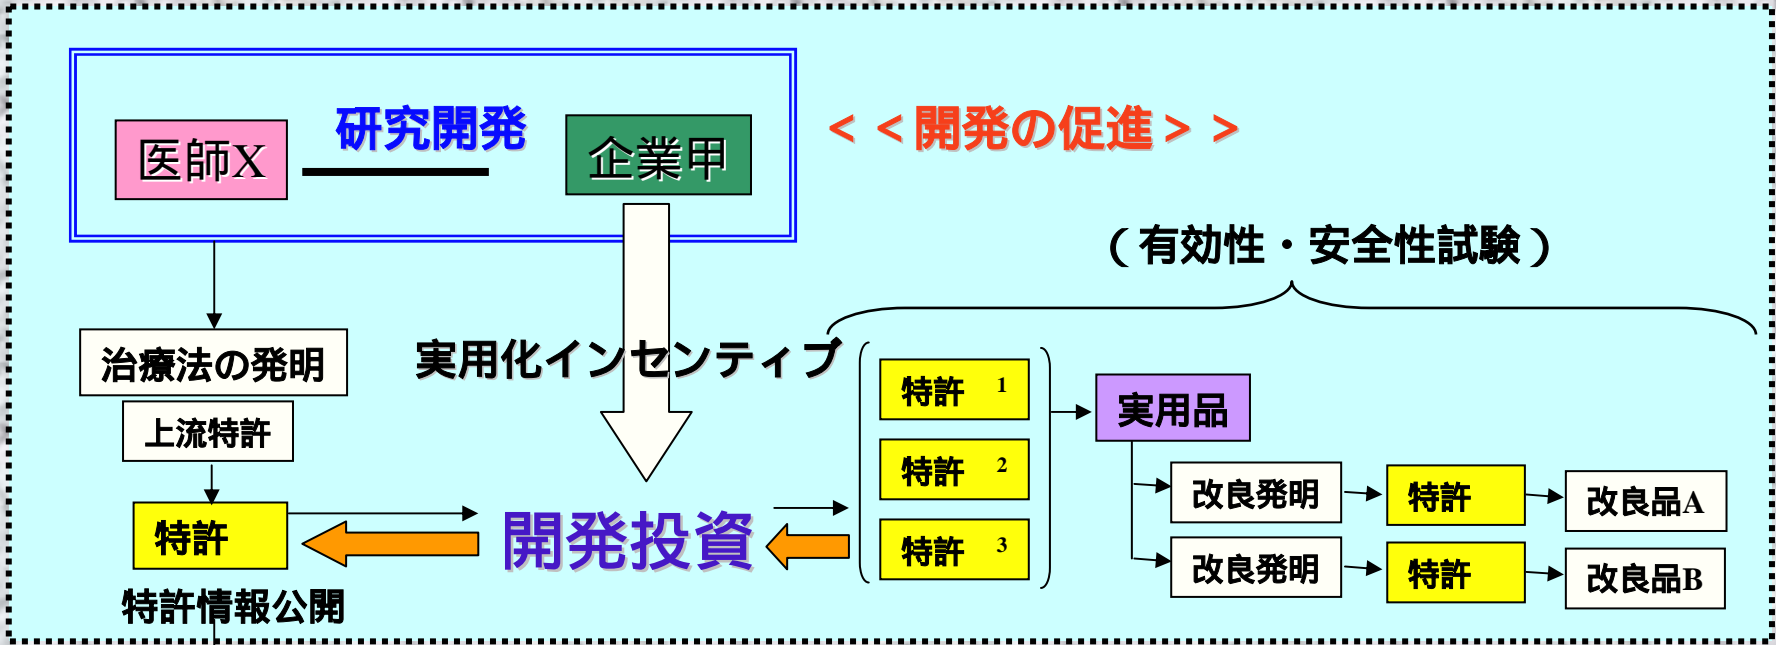 研究開発
医師X
企業甲
＜＜開発の促進＞＞
（有効性・安全性試験）
治療法の発明
上流特許
特許
特許情報公開
実用化インセンティブ
開発投資
特許 1
特許 2
特許 3
実用品
改良発明
特許
改良品A
改良発明
特許
改良品B